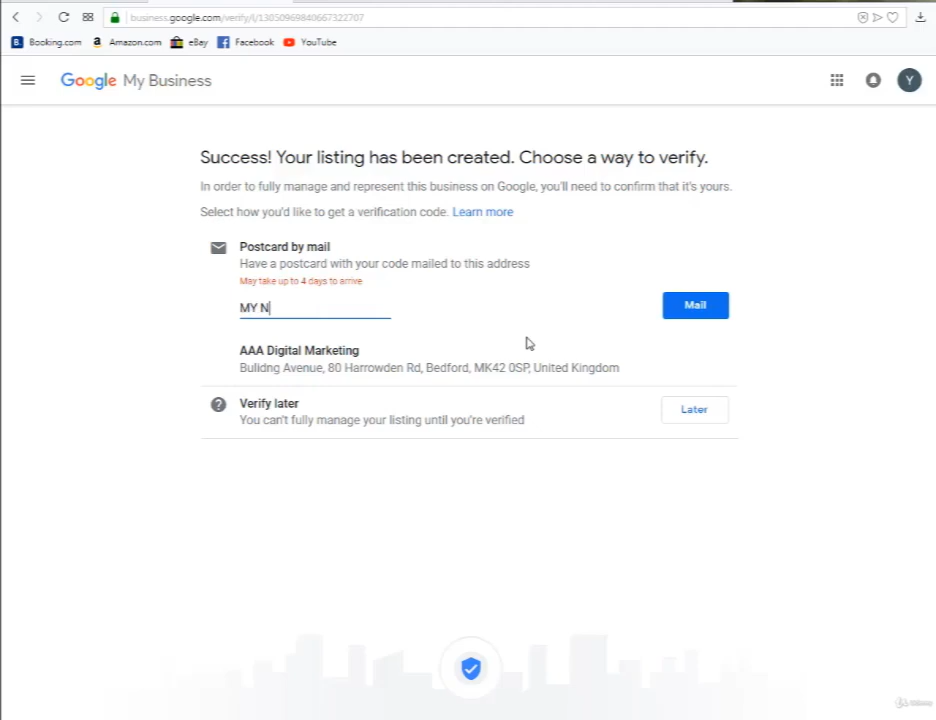 business.google.com/verify/l/13050969840667322707
B Booking.com a Amazon.com eBay f Facebook YouTube
Google My Business
Y
Success! Your listing has been created. Choose a way to verify.
In order to fully manage and represent this business on Google, you'll need to confirm that it's yours.
Select how you'd like to get a verification code. Learn more
Postcard by mail
Have a postcard with your code mailed to this address
May take up to 4 days to arrive
MY N
Mail
AAA Digital Marketing
Bulidng Avenue, 80 Harrowden Rd, Bedford, MK42 0SP, United Kingdom
Verify later
You can't fully manage your listing until you're verified
Later
Udemy